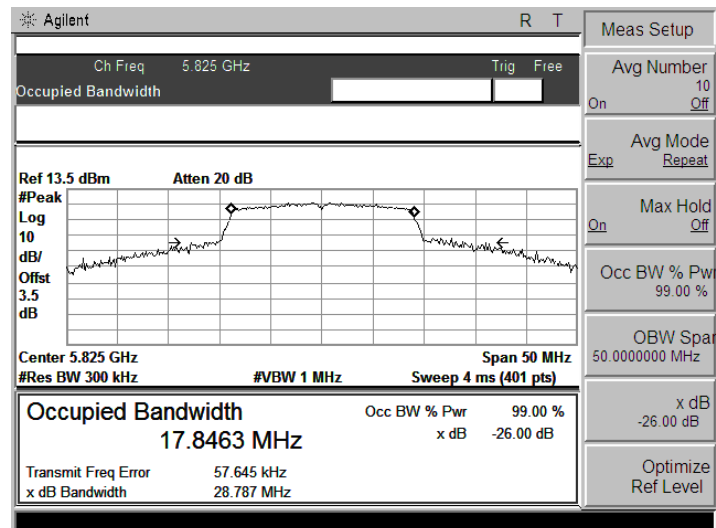 Agilent R T
Ch Freq 5.825 GHz Trig Free
Occupied Bandwidth
Ref 13.5 dBm Atten 20 dB
#Peak
Log
10
dB/
Offst
3.5
dB
Center 5.825 GHz Span 50 MHz
#Res BW 300 kHz #VBW 1 MHz Sweep 4 ms (401 pts)
Occupied Bandwidth Occ BW % Pwr 99.00 %
17.8463 MHz x dB -26.00 dB
Transmit Freq Error 57.645 kHz
x dB Bandwidth 28.787 MHz
Meas Setup
Avg Number
10
On Off
Avg Mode
Exp Repeat
Max Hold
On Off
Occ BW % Pwr
99.00 %
OBW Spar
50.0000000 MHz
x dB
-26.00 dB
Optimize
Ref Level